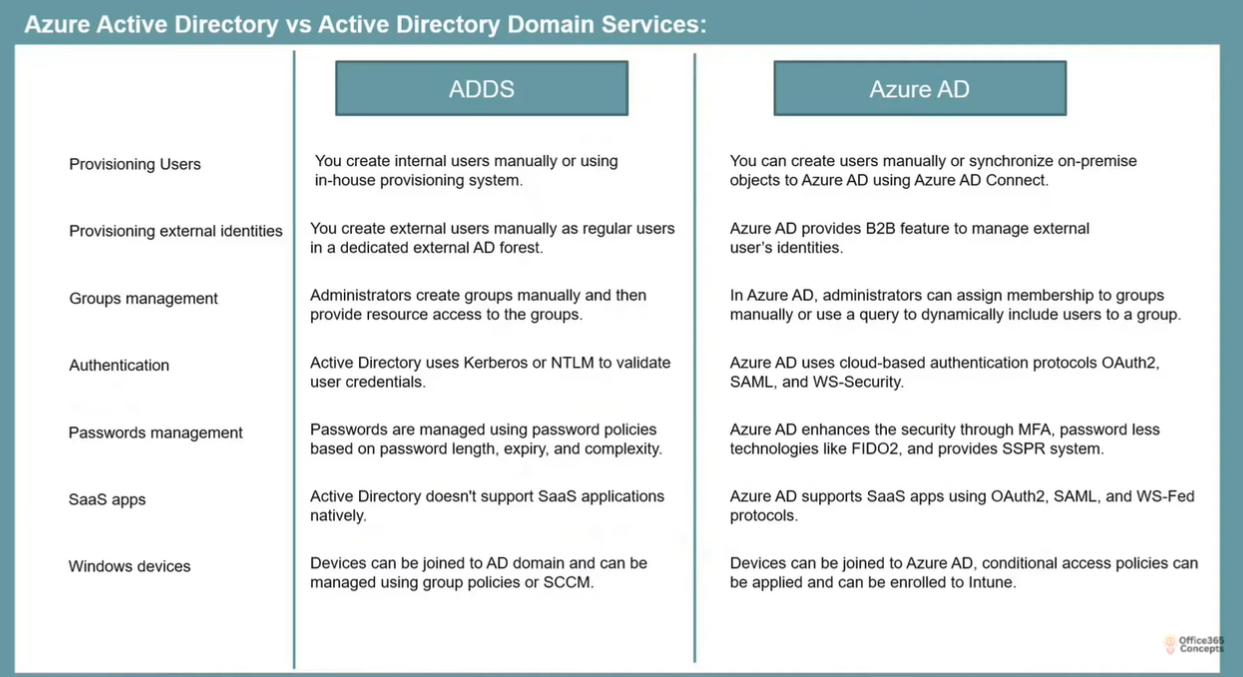 Azure Active Directory vs Active Directory Domain Services:
ADDS
Azure AD
Provisioning Users
You create internal users manually or using
in-house provisioning system.
You can create users manually or synchronize on-premise
objects to Azure AD using Azure AD Connect.
Provisioning external identities
You create external users manually as regular users
in a dedicated external AD forest.
Azure AD provides B2B feature to manage external
user's identities.
Groups management
Administrators create groups manually and then
provide resource access to the groups.
In Azure AD, administrators can assign membership to groups
manually or use a query to dynamically include users to a group.
Authentication
Active Directory uses Kerberos or NTLM to validate
user credentials.
Azure AD uses cloud-based authentication protocols OAuth2,
SAML, and WS-Security.
Passwords management
Passwords are managed using password policies
based on password length, expiry, and complexity.
Azure AD enhances the security through MFA, password less
technologies like FIDO2, and provides SSPR system.
SaaS apps
Active Directory doesn't support SaaS applications
natively.
Azure AD supports SaaS apps using OAuth2, SAML, and WS-Fed
protocols.
Windows devices
Devices can be joined to AD domain and can be
managed using group policies or SCCM.
Devices can be joined to Azure AD, conditional access policies can
be applied and can be enrolled to Intune.
Office365
Concepts